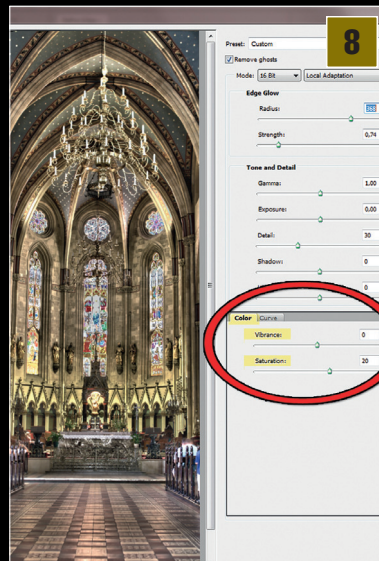 8
Preset: Custom
Remove ghosts
Mode: 16 Bit Local Adaptation
Edge Glow
Radius:
Strength: 0,74
Tone and Detail
Gamma: 1.00
Exposure: 0.00
Detail: 30
Shadow: 0
0
Color Curve
Vibrance: 0
Saturation: 20